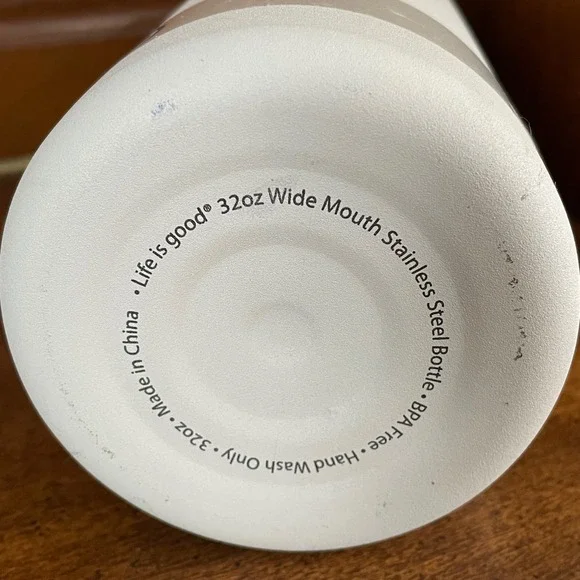 • Life is good® 32oz Wide Mouth Stainless Steel Bottle • BPA Free • Hand Wash Only • 32oz • Made in China